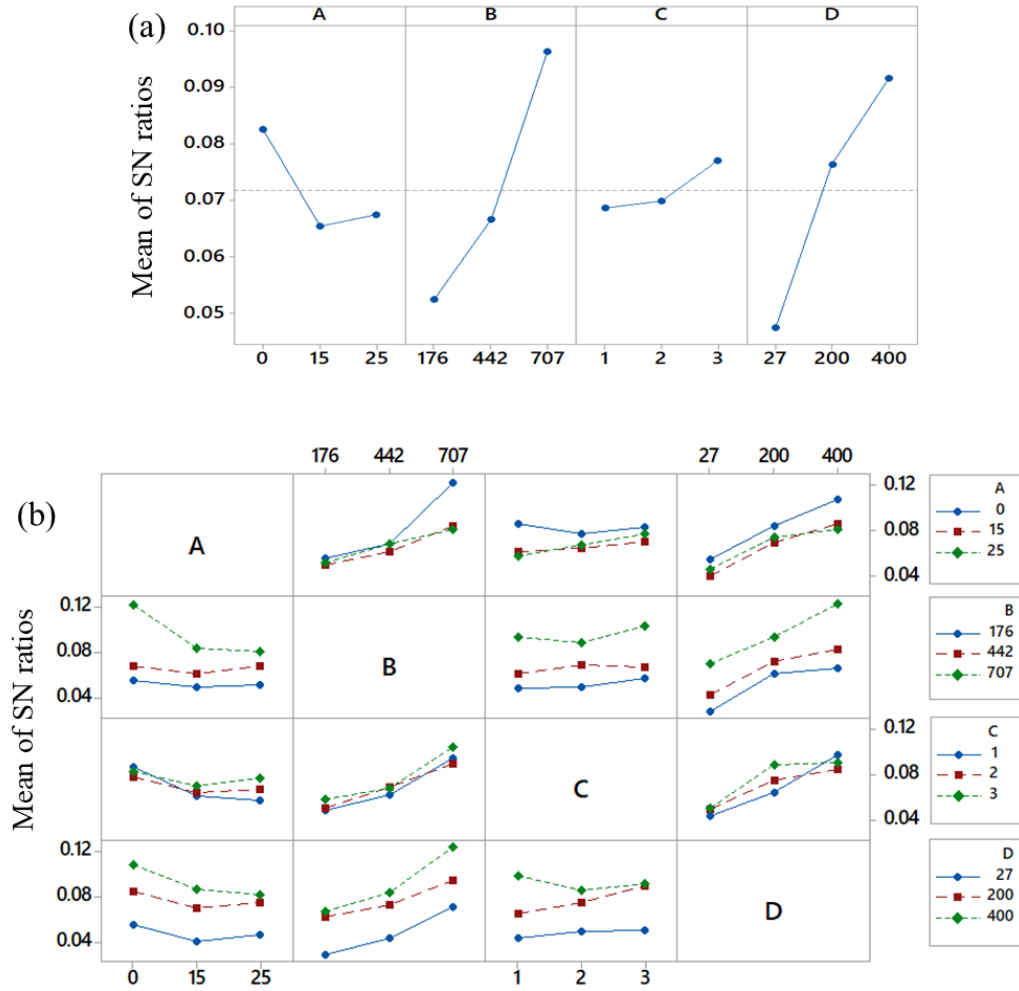 (a)
A B C D
Mean of SN ratios
0.10
0.09
0.08
0.07
0.06
0.05
0 15 25 176 442 707 1 2 3 27 200 400
(b)
176 442 707 27 200 400
Mean of SN ratios
A
0.12
0.08
0.04
A
0
15
25
0.12
0.08
0.04
B
B
176
442
707
C
0.12
0.08
0.04
C
1
2
3
0.12
0.08
0.04
D
D
27
200
400
0 15 25 1 2 3